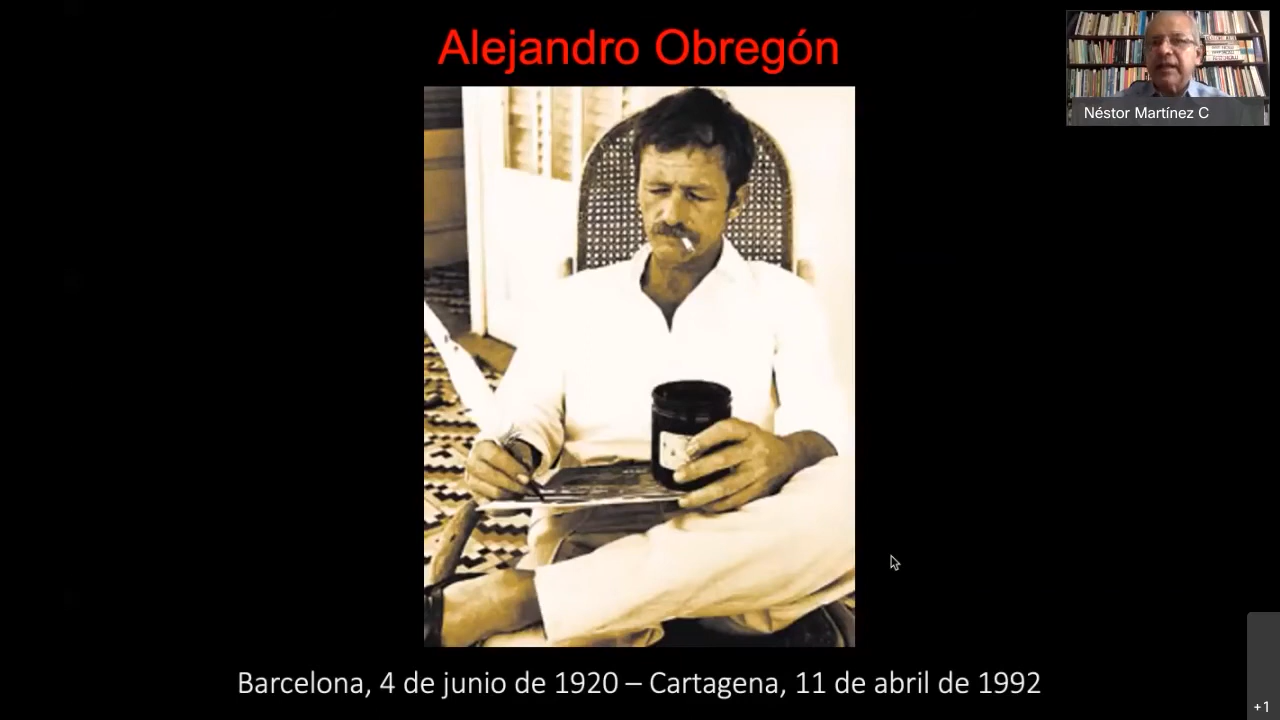 Alejandro Obregón
Néstor Martínez C
Barcelona, 4 de junio de 1920 – Cartagena, 11 de abril de 1992
+1